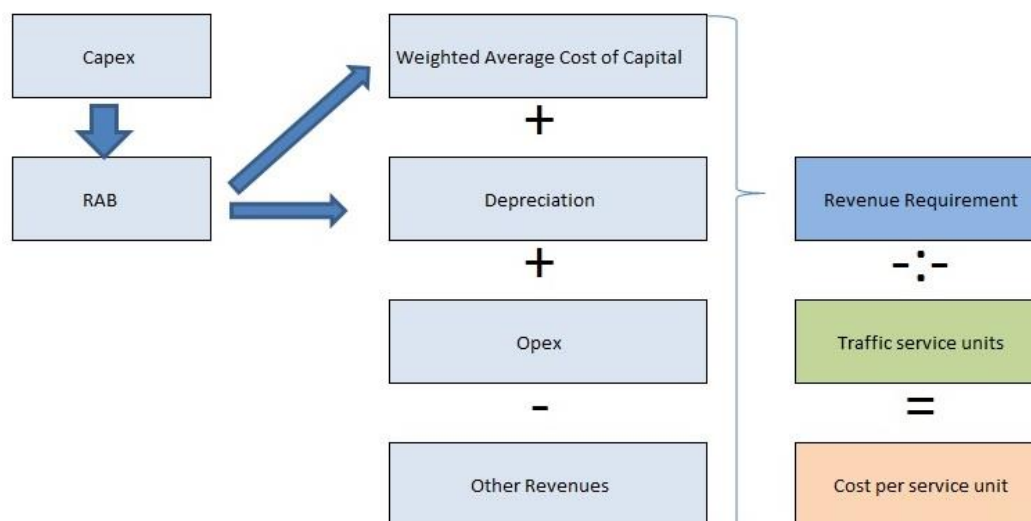 Capex
RAB
Weighted Average Cost of Capital
+
Depreciation
+
Opex
-
Other Revenues
Revenue Requirement
-:-
Traffic service units
=
Cost per service unit